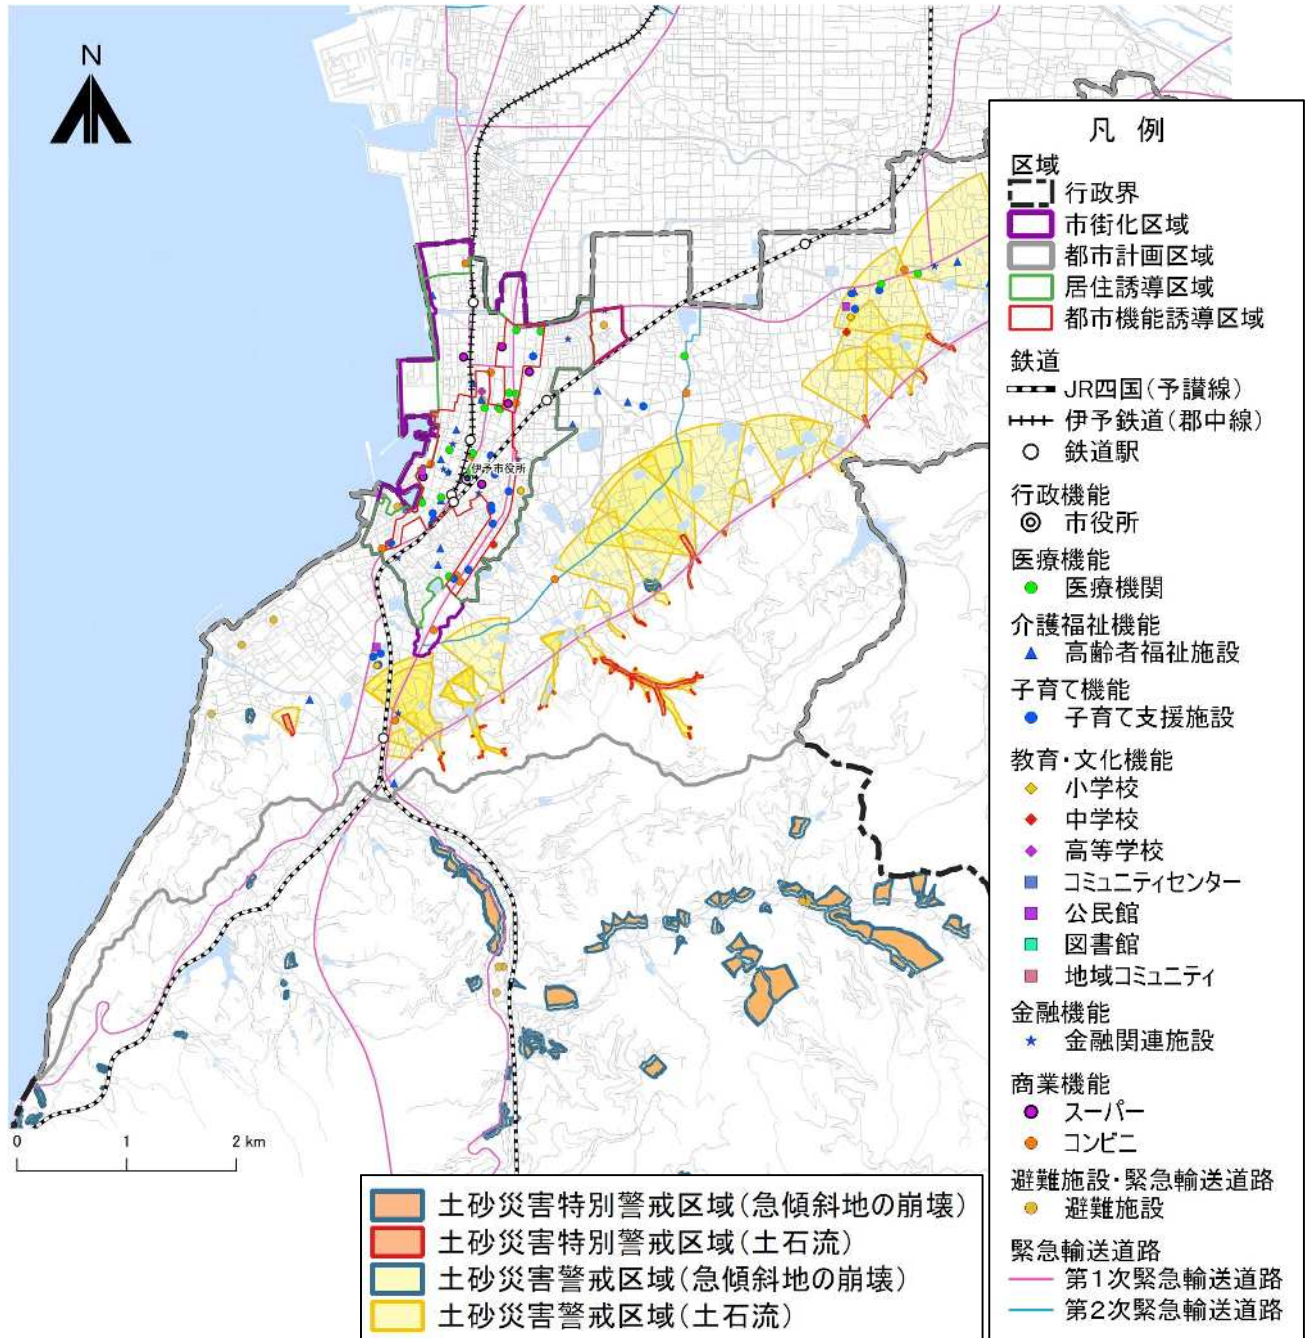 N
凡 例
区域
行政界
市街化区域
都市計画区域
居住誘導区域
都市機能誘導区域
鉄道
JR四国(予讃線)
伊予鉄道(郡中線)
鉄道駅
行政機能
市役所
医療機能
医療機関
介護福祉機能
高齢者福祉施設
子育て機能
子育て支援施設
教育・文化機能
小学校
中学校
高等学校
コミュニティセンター
公民館
図書館
地域コミュニティ
金融機能
金融関連施設
商業機能
スーパー
コンビニ
避難施設・緊急輸送道路
避難施設
緊急輸送道路
第1次緊急輸送道路
第2次緊急輸送道路
伊予市役所
0 1 2 km
土砂災害特別警戒区域(急傾斜地の崩壊)
土砂災害特別警戒区域(土石流)
土砂災害警戒区域(急傾斜地の崩壊)
土砂災害警戒区域(土石流)